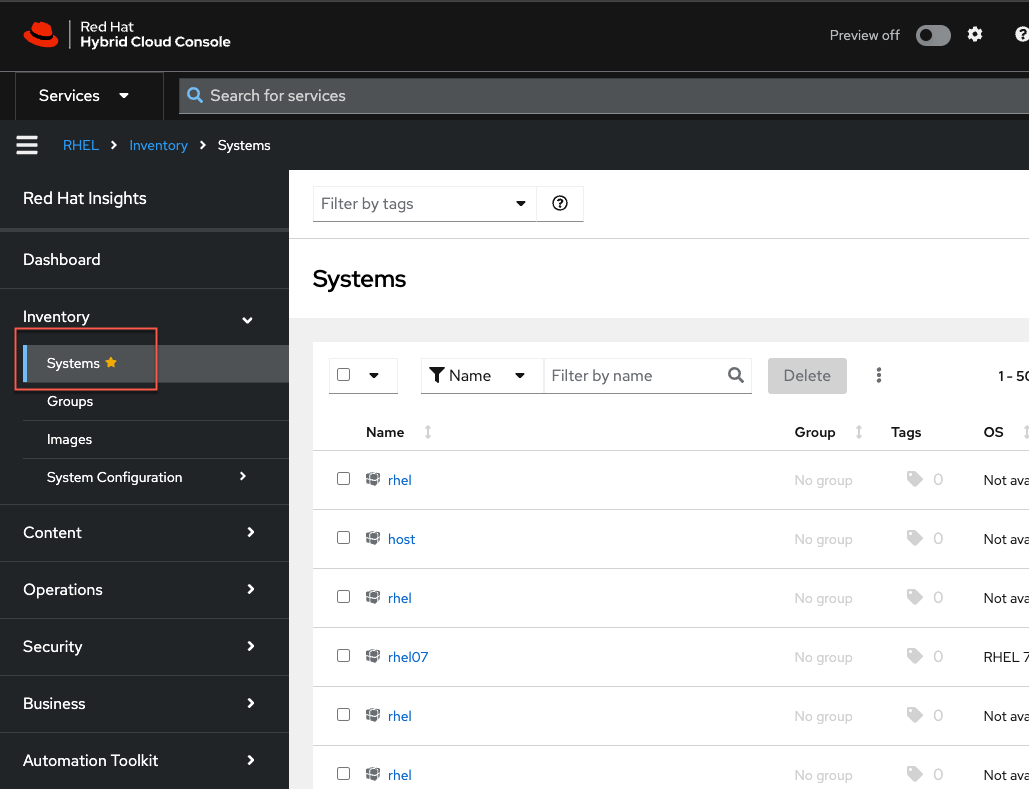 Red Hat
Hybrid Cloud Console
Preview off
Services
Search for services
RHEL > Inventory > Systems
Red Hat Insights
Dashboard
Inventory
Systems
Groups
Images
System Configuration
Content
Operations
Security
Business
Automation Toolkit
Filter by tags
Systems
Name Filter by name Delete 1 - 50
Name Group Tags OS
rhel No group 0 Not ava
host No group 0 Not ava
rhel No group 0 Not ava
rhel07 No group 0 RHEL 7
rhel No group 0 Not ava
rhel No group 0 Not ava